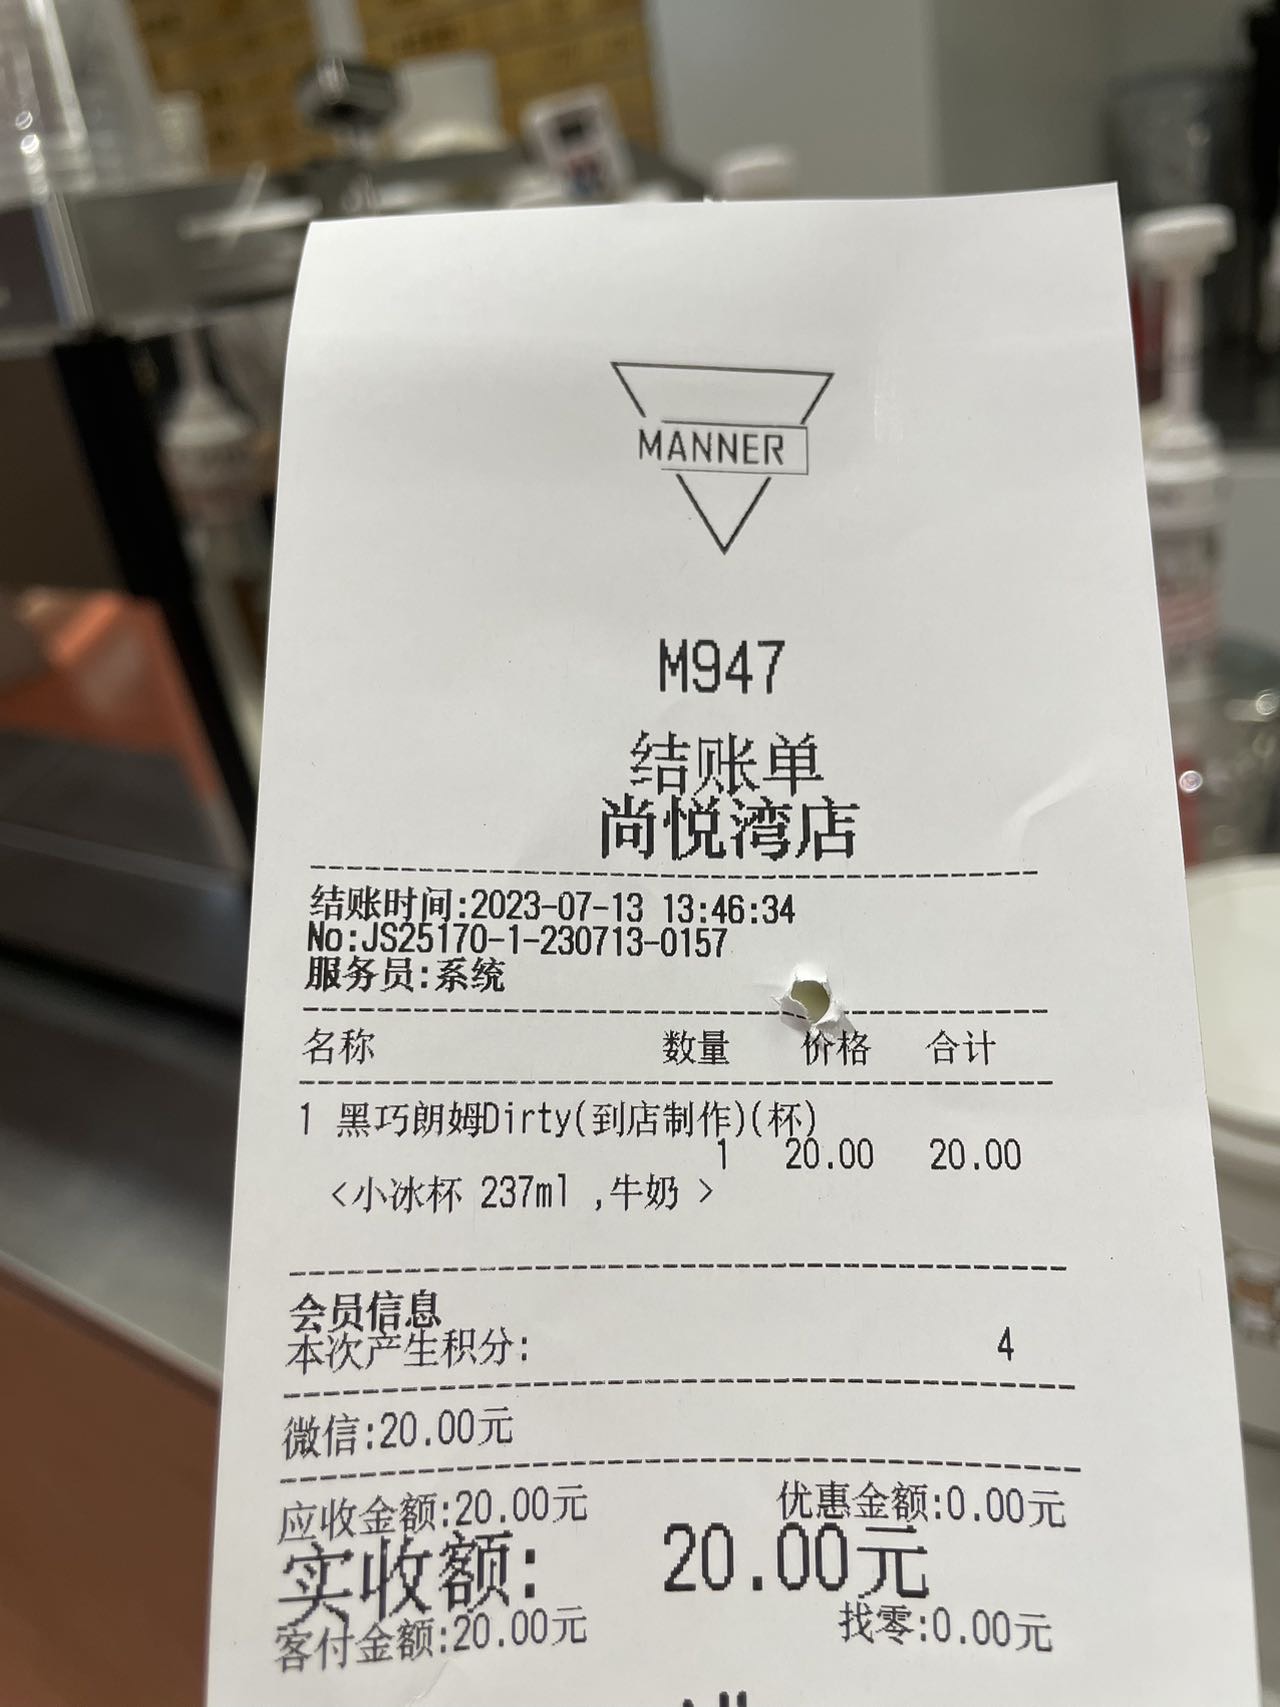 MANNER
M947
结账单
尚悦湾店
结账时间:2023-07-13 13:46:34
No:JS25170-1-230713-0157
服务员:系统
名称 数量 价格 合计
1 黑巧朗姆Dirty(到店制作)(杯)
1 20.00 20.00
<小冰杯 237ml ,牛奶 >
会员信息
本次产生积分: 4
微信:20.00元
应收金额:20.00元 优惠金额:0.00元
实收额: 20.00元
客付金额:20.00元 找零:0.00元